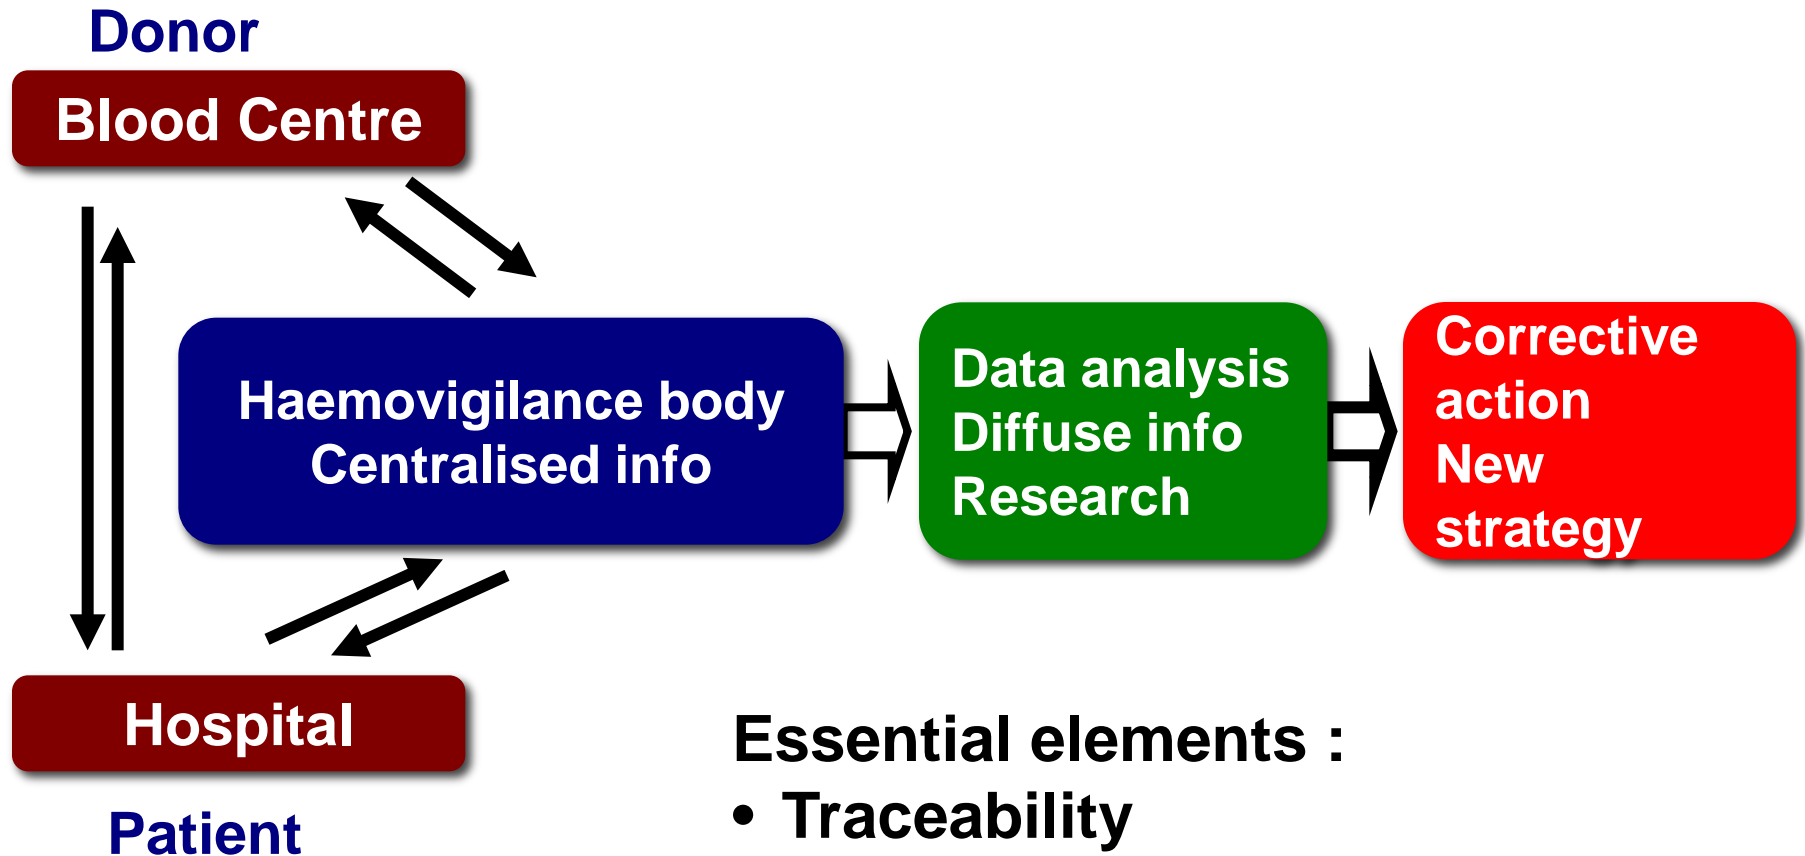 Donor
Blood Centre
Haemovigilance body
Centralised info
Data analysis
Diffuse info
Research
Corrective
action
New
strategy
Hospital
Patient
Essential elements :
• Traceability